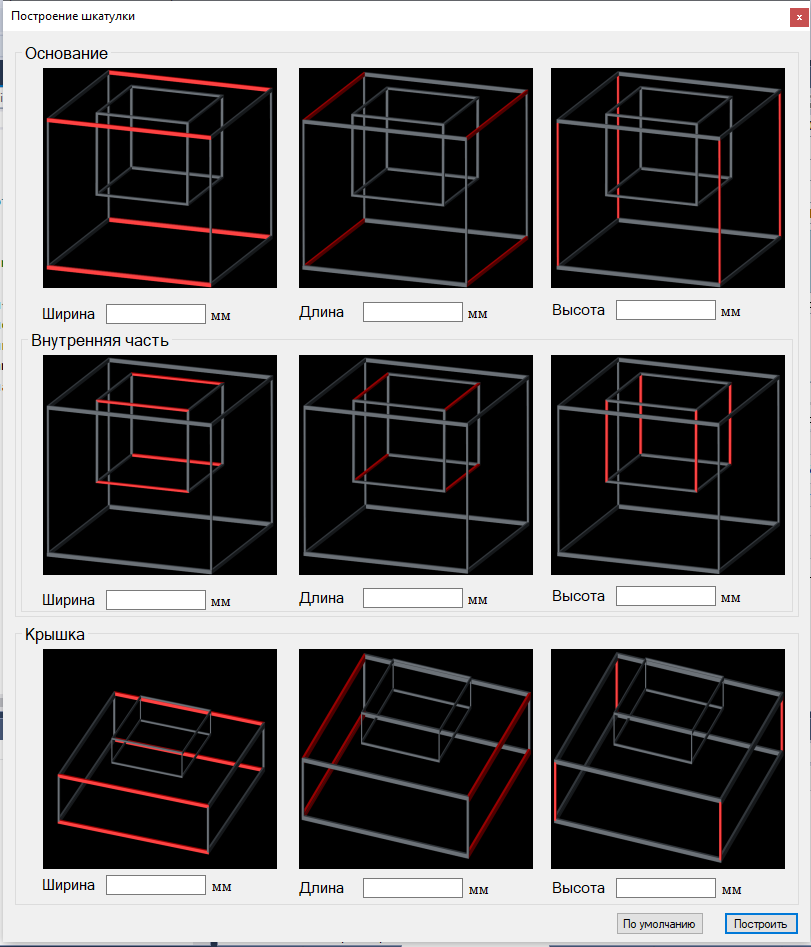 Построение шкатулки
x
Основание
Ширина мм
Длина мм
Высота мм
Внутренняя часть
Ширина мм
Длина мм
Высота мм
Крышка
Ширина мм
Длина мм
Высота мм
По умолчанию
Построить